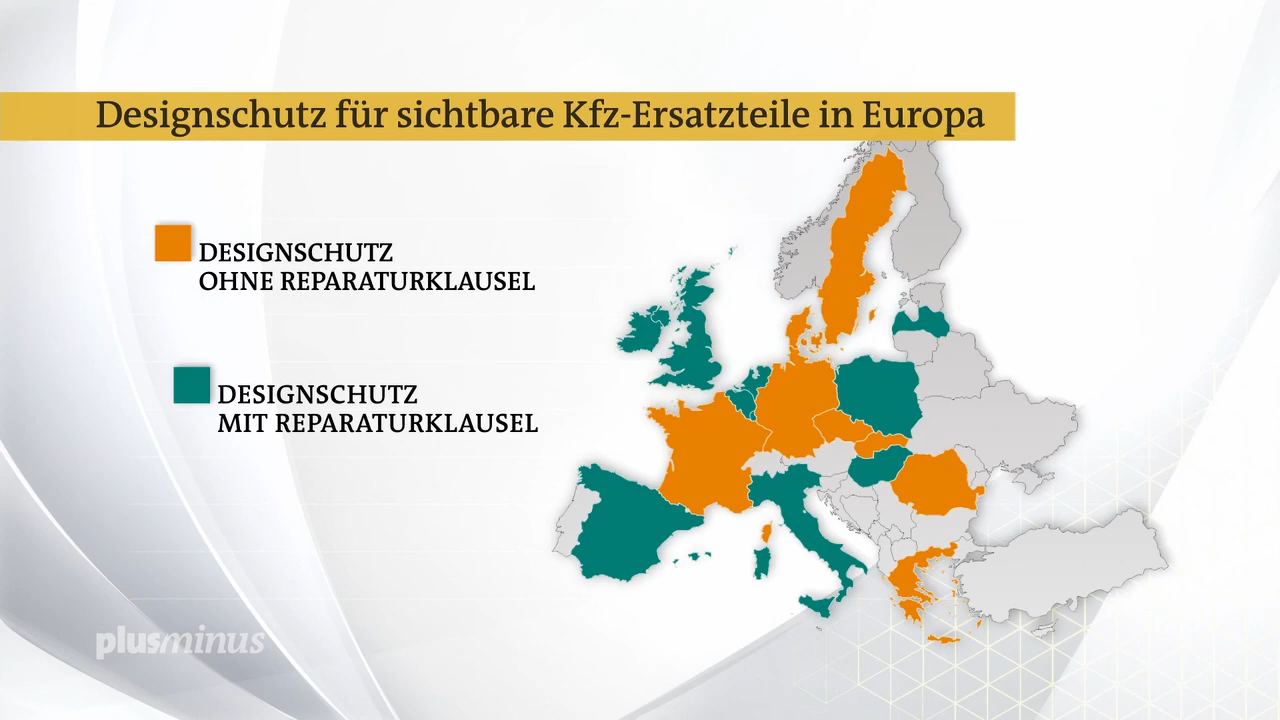 Designschutz für sichtbare Kfz-Ersatzteile in Europa
DESIGNSCHUTZ
OHNE REPARATURKLAUSEL
DESIGNSCHUTZ
MIT REPARATURKLAUSEL
plusminus